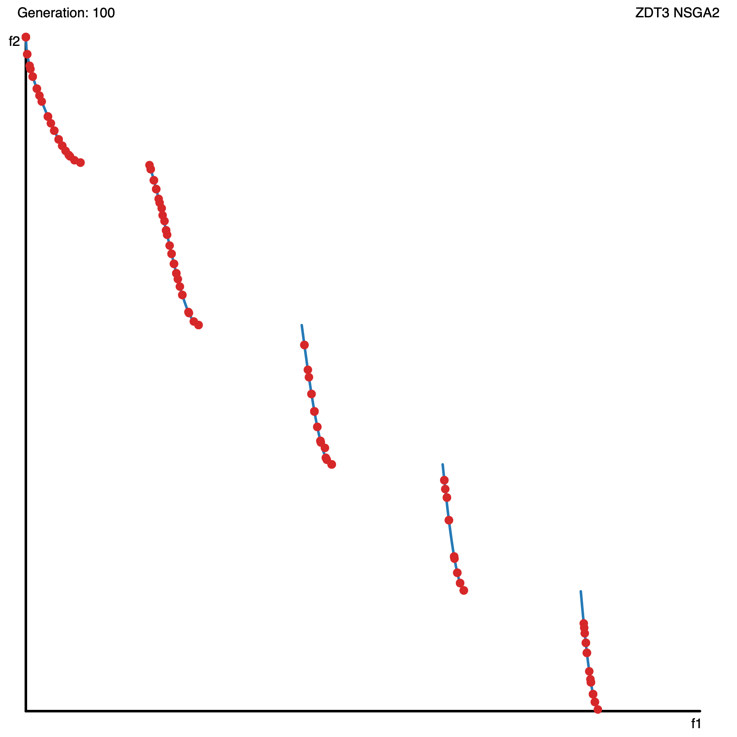 Generation: 100
ZDT3 NSGA2
f2
f1